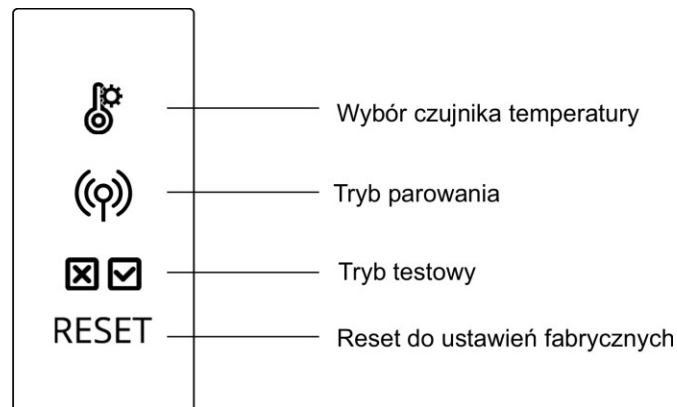 Wybór czujnika temperatury
Tryb parowania
Tryb testowy
RESET
Reset do ustawień fabrycznych